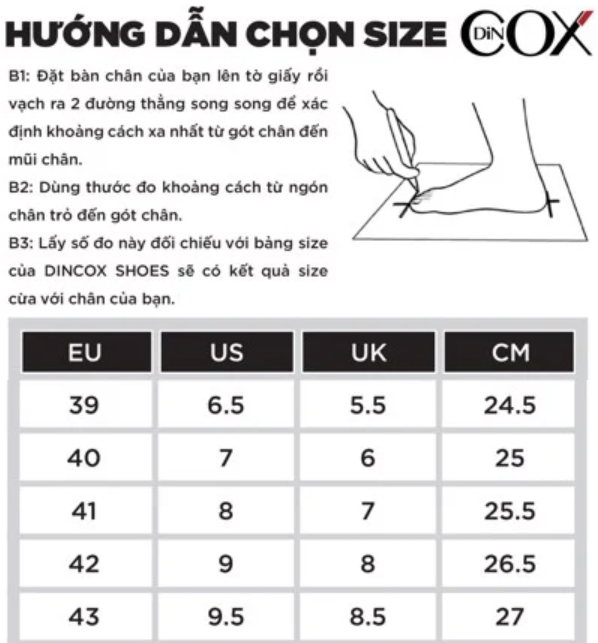 HƯỚNG DẪN CHỌN SIZE DINCOX
B1: Đặt bàn chân của bạn lên tờ giấy rồi
vạch ra 2 đường thẳng song song để xác
định khoảng cách xa nhất từ gót chân đến
mũi chân.
B2: Dùng thước đo khoảng cách từ ngón
chân trỏ đến gót chân.
B3: Lấy số đo này đối chiếu với bảng size
của DINCOX SHOES sẽ có kết quả size
cừa với chân của bạn.
EU US UK CM
39 6.5 5.5 24.5
40 7 6 25
41 8 7 25.5
42 9 8 26.5
43 9.5 8.5 27